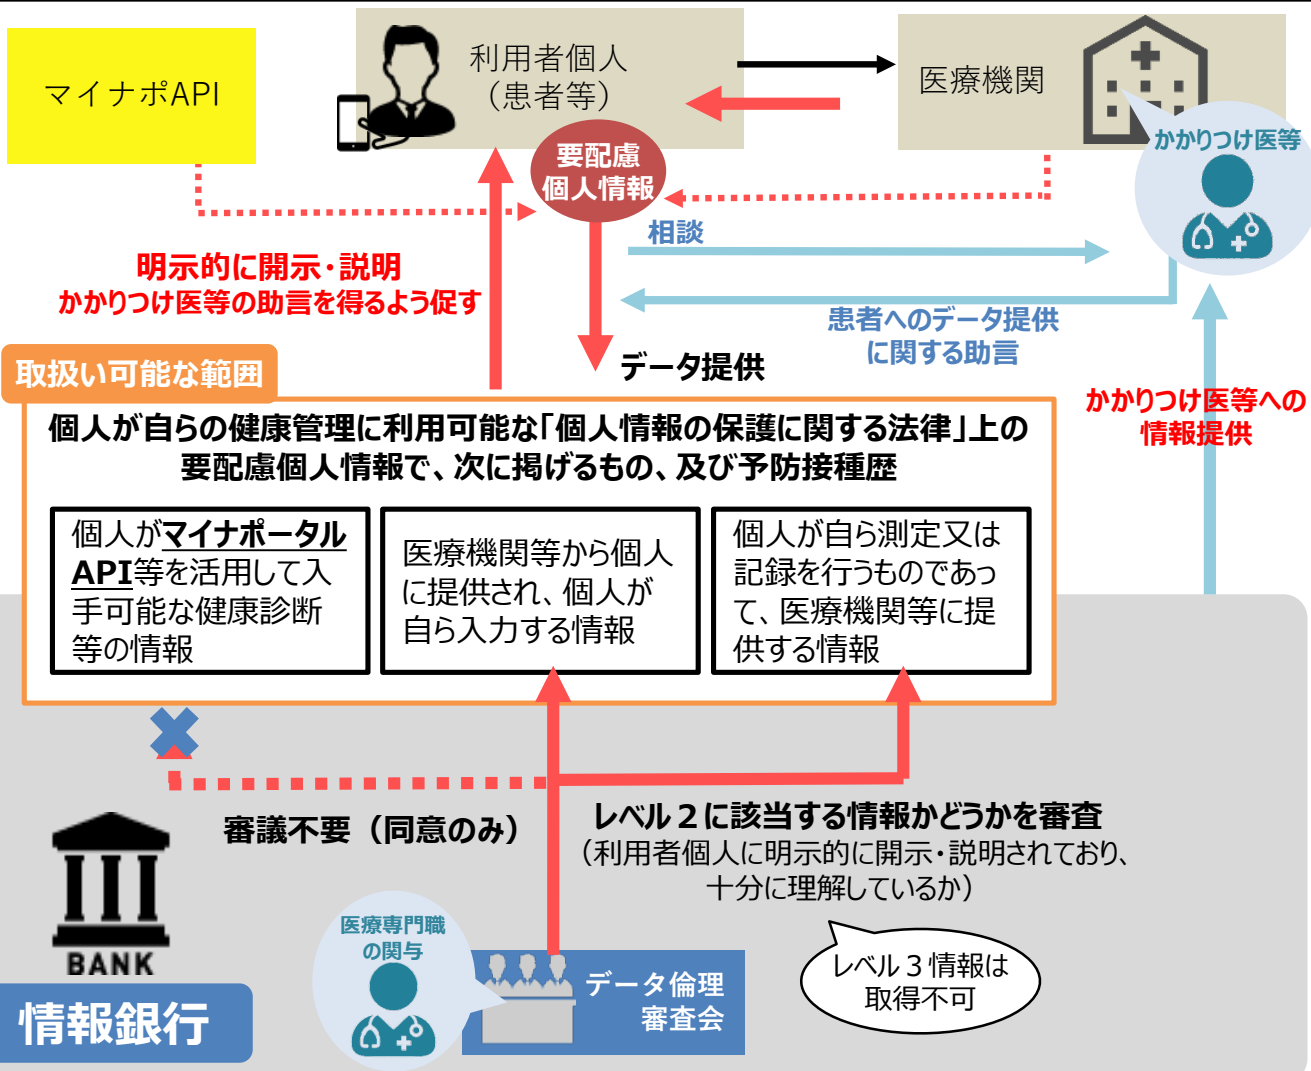 マイナポAPI
利用者個人
（患者等）
医療機関
かかりつけ医等
要配慮
個人情報
相談
明示的に開示・説明
かかりつけ医等の助言を得るよう促す
患者へのデータ提供
に関する助言
データ提供
かかりつけ医等への
情報提供
取扱い可能な範囲
個人が自らの健康管理に利用可能な「個人情報の保護に関する法律」上の
要配慮個人情報で、次に掲げるもの、及び予防接種歴
個人がマイナポータル
API等を活用して入
手可能な健康診断
等の情報
医療機関等から個人
に提供され、個人が
自ら入力する情報
個人が自ら測定又は
記録を行うものであっ
て、医療機関等に提
供する情報
審議不要（同意のみ）
レベル２に該当する情報かどうかを審査
（利用者個人に明示的に開示・説明されており、
十分に理解しているか）
レベル３情報は
取得不可
医療専門職
の関与
データ倫理
審査会
BANK
情報銀行